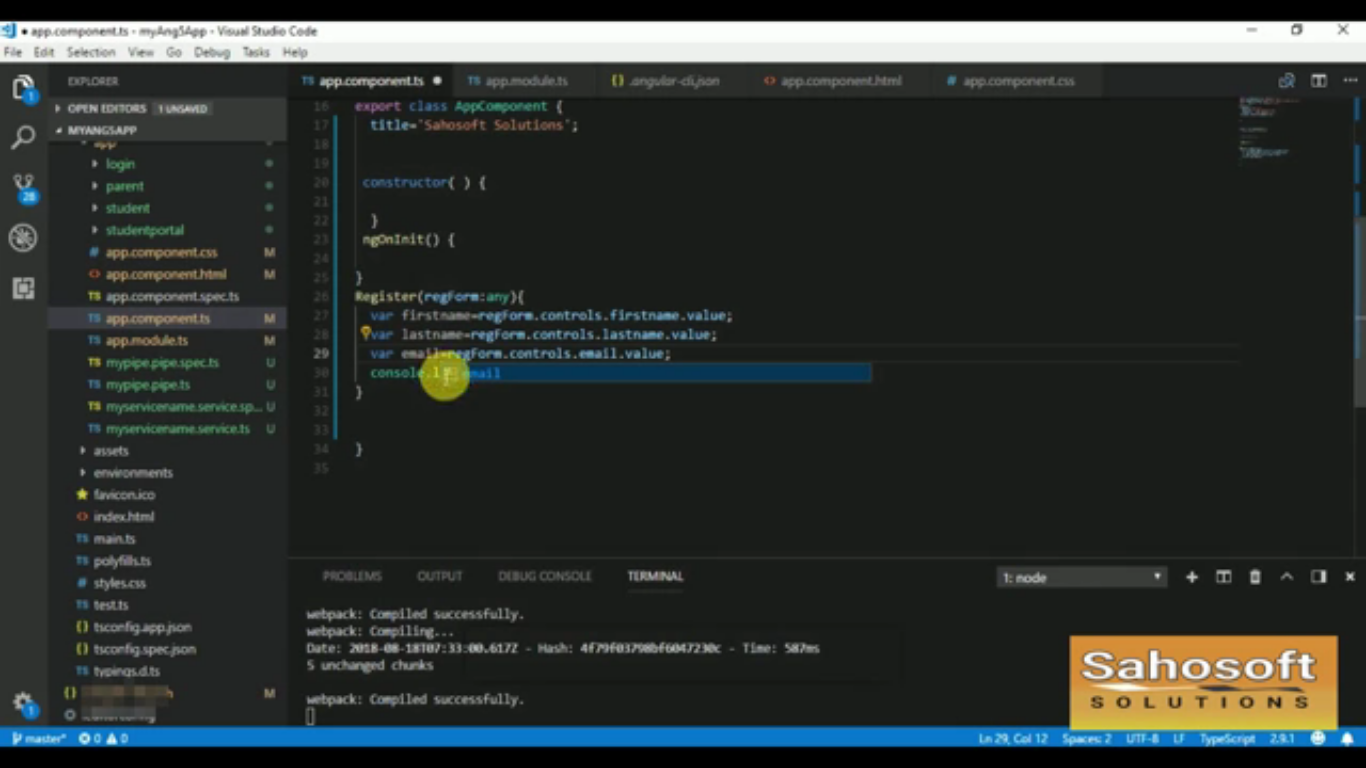 app.component.ts - myAng5App - Visual Studio Code
File Edit Selection View Go Debug Tasks Help
EXPLORER
OPEN EDITORS 1 UNSAVED
MYANG5APP
app
login
parent
student
studentportal
app.component.css M
app.component.html M
app.component.spec.ts
app.component.ts M
app.module.ts M
mypipe.pipe.spec.ts U
mypipe.pipe.ts U
myservicename.service.sp... U
myservicename.service.ts U
assets
environments
favicon.ico
index.html
main.ts
polyfills.ts
styles.css
test.ts
tsconfig.app.json
tsconfig.spec.json
typings.d.ts
M
app.component.ts app.module.ts .angular-cli.json app.component.html app.component.css
16 export class AppComponent {
17 title='Sahosoft Solutions';
18
19
20 constructor( ) {
21
22 }
23 ngOnInit() {
24
25 }
26 Register(regForm:any){
27 var firstname=regForm.controls.firstname.value;
28 var lastname=regForm.controls.lastname.value;
29 var email=regForm.controls.email.value;
30 console.l email
31 }
32
33
34 }
35
PROBLEMS OUTPUT DEBUG CONSOLE TERMINAL 1: node
webpack: Compiled successfully.
webpack: Compiling...
Date: 2018-08-18T07:33:00.617Z - Hash: 4f79f03798bf6047230c - Time: 587ms
5 unchanged chunks
webpack: Compiled successfully.
Sahosoft
SOLUTIONS
master* 0 0 Ln 29, Col 12 Spaces: 2 UTF-8 LF TypeScript 2.9.1